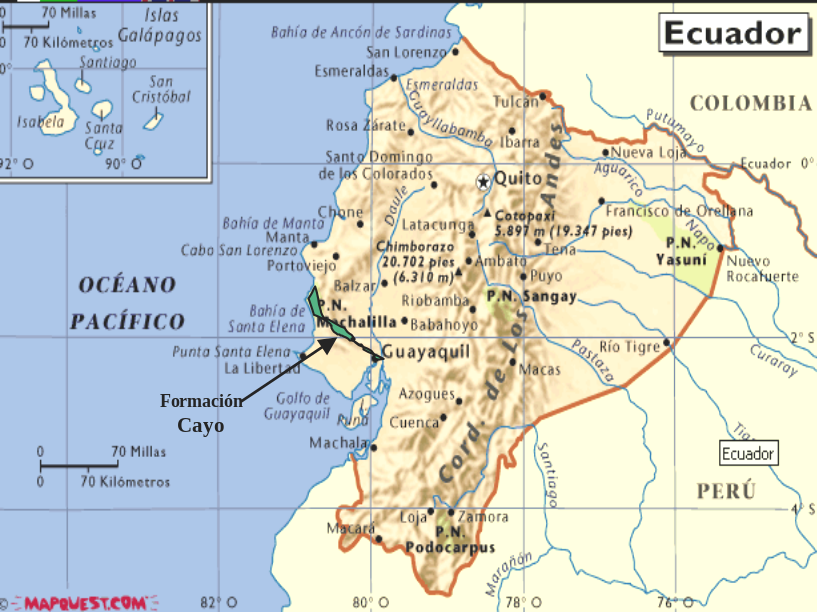 0 70 Millas
0 70 Kilómetros
Islas
Galápagos
Santiago
San
Cristóbal
Isabela
Santa
Cruz
0°
92° O
90° O
Ecuador
COLOMBIA
Bahía de Ancón de Sardinas
San Lorenzo
Esmeraldas
Esmeraldas
Guayllabamba
Tulcán
Rosa Zárate
Ibarra
Putumayo
Nueva Loja
Ecuador 0°
Aguarico
Santo Domingo
de los Colorados
Quito
Andes
Daule
Francisco de Orellana
Chone
Bahía de Manta
Manta
Cabo San Lorenzo
Portoviejo
Latacunga
Cotopaxi
5.897 m (19.347 pies)
Napo
P.N.
Yasuní
Tena
Nuevo
Rocafuerte
Chimborazo
20.702 pies
(6.310 m)
Ambato
Puyo
Balzar
OCÉANO
PACÍFICO
P.N.
Machalilla
Riobamba
P.N. Sangay
Bahía de
Santa Elena
Babahoyo
2° S
Punta Santa Elena
La Libertad
Guayaquil
Macas
Pastaza
Río Tigre
Curaray
Formación
Cayo
Golfo de
Guayaquil
Puná
Azogues
Cuenca
Cord. de Los
Machala
0 70 Millas
0 70 Kilómetros
Santiago
Ecuador
PERÚ
4° S
Loja
Zamora
Macará
P.N.
Podocarpus
Marañón
© MAPQUEST.COM
82° O
80° O
78° O
76° O